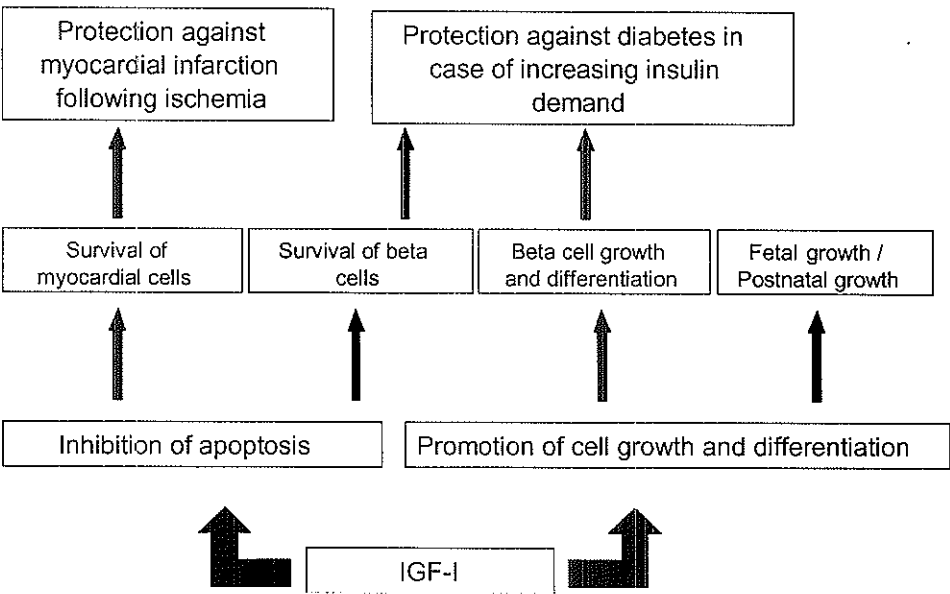 Protection against
myocardial infarction
following ischemia
Protection against diabetes in
case of increasing insulin
demand
Survival of
myocardial cells
Survival of beta
cells
Beta cell growth
and differentiation
Fetal growth /
Postnatal growth
Inhibition of apoptosis
Promotion of cell growth and differentiation
IGF-I